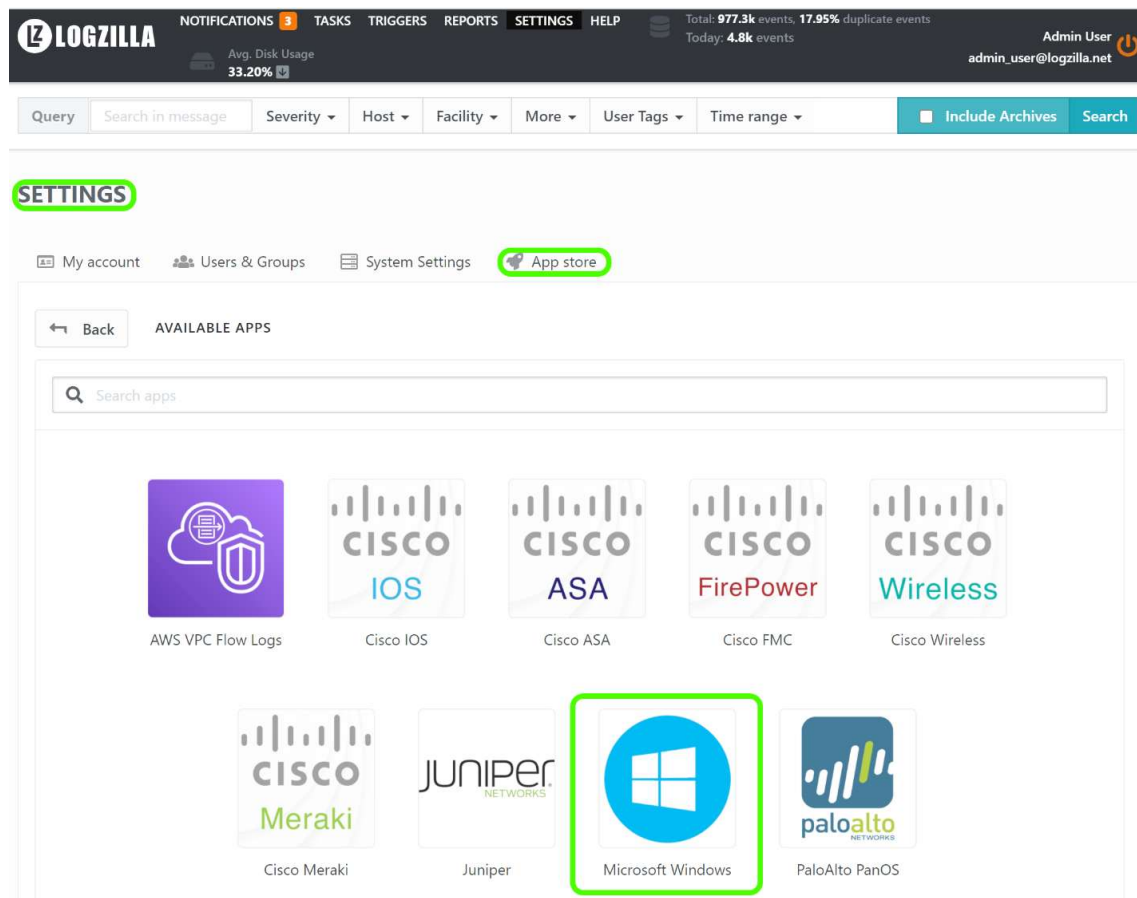 LZ LOGZILLA
NOTIFICATIONS 3 TASKS TRIGGERS REPORTS SETTINGS HELP
Avg. Disk Usage
33.20%
Total: 977.3k events, 17.95% duplicate events
Today: 4.8k events
Admin User
admin_user@logzilla.net
Query Search in message Severity Host Facility More User Tags Time range Include Archives Search
SETTINGS
My account Users & Groups System Settings App store
Back AVAILABLE APPS
Search apps
CISCO IOS
CISCO ASA
CISCO FirePower
CISCO Wireless
AWS VPC Flow Logs Cisco IOS Cisco ASA Cisco FMC Cisco Wireless
CISCO Meraki
JUNIPER NETWORKS
paloalto NETWORKS
Cisco Meraki Juniper Microsoft Windows PaloAlto PanOS